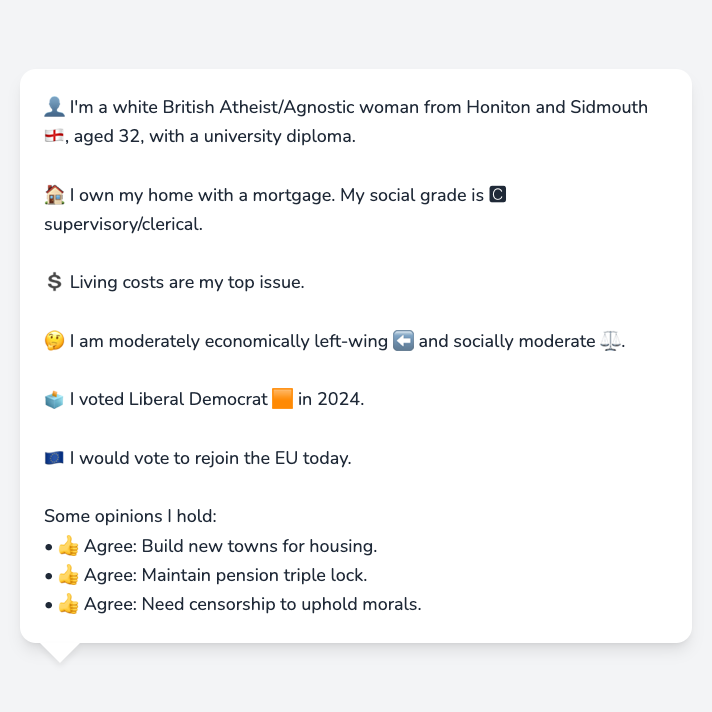 👤 I'm a white British Atheist/Agnostic woman from Honiton and Sidmouth
🏴󠁧󠁢󠁥󠁮󠁧󠁿, aged 32, with a university diploma.
🏠 I own my home with a mortgage. My social grade is 🅲
supervisory/clerical.
💲 Living costs are my top issue.
🤔 I am moderately economically left-wing ⬅️ and socially moderate ⚖️.
🗳️ I voted Liberal Democrat 🟧 in 2024.
🇪🇺 I would vote to rejoin the EU today.
Some opinions I hold:
• 👍 Agree: Build new towns for housing.
• 👍 Agree: Maintain pension triple lock.
• 👍 Agree: Need censorship to uphold morals.